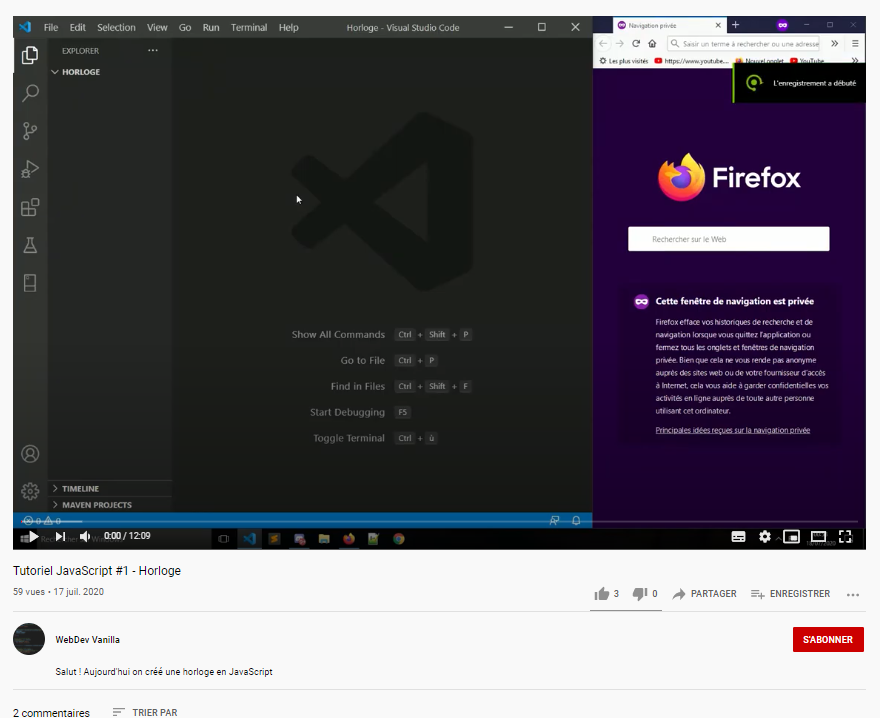 File Edit Selection View Go Run Terminal Help Horloge - Visual Studio Code
EXPLORER
HORLOGE
Show All Commands Ctrl + Shift + P
Go to File Ctrl + P
Find in Files Ctrl + Shift + F
Start Debugging F5
Toggle Terminal Ctrl + ù
TIMELINE
MAVEN PROJECTS
0 0
Navigation privée
Saisir un terme à rechercher ou une adresse
Les plus visités https://www.youtube... Nouvel onglet YouTube
L'enregistrement a débuté
Firefox
Rechercher sur le Web
Cette fenêtre de navigation est privée
Firefox efface vos historiques de recherche et de
navigation lorsque vous quittez l'application ou
fermez tous les onglets et fenêtres de navigation
privée. Bien que cela ne vous rende pas anonyme
auprès des sites web ou de votre fournisseur d'accès
à Internet, cela vous aide à garder confidentielles vos
activités en ligne auprès de toute autre personne
utilisant cet ordinateur.
Principales idées reçues sur la navigation privée
0:00 / 12:09
Tutoriel JavaScript #1 - Horloge
59 vues • 17 juil. 2020
3 0 PARTAGER ENREGISTRER
WebDev Vanilla
S'ABONNER
Salut ! Aujourd'hui on créé une horloge en JavaScript
2 commentaires TRIER PAR